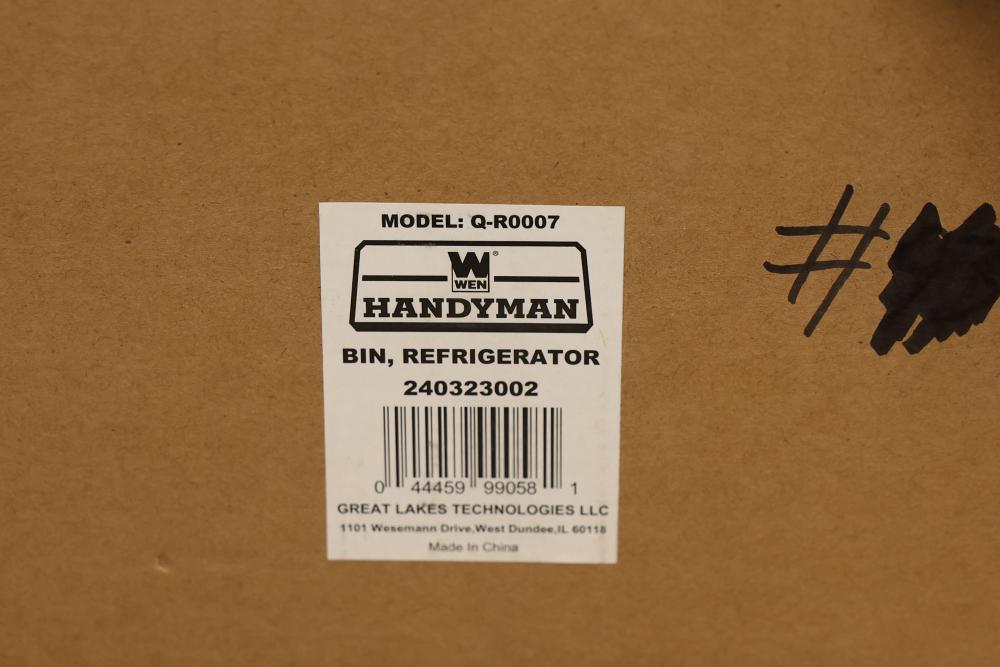 MODEL: Q-R0007
W®
WEN
HANDYMAN
BIN, REFRIGERATOR
240323002
0 44459 99058 1
GREAT LAKES TECHNOLOGIES LLC
1101 Wesemann Drive,West Dundee,IL 60118
Made In China
#